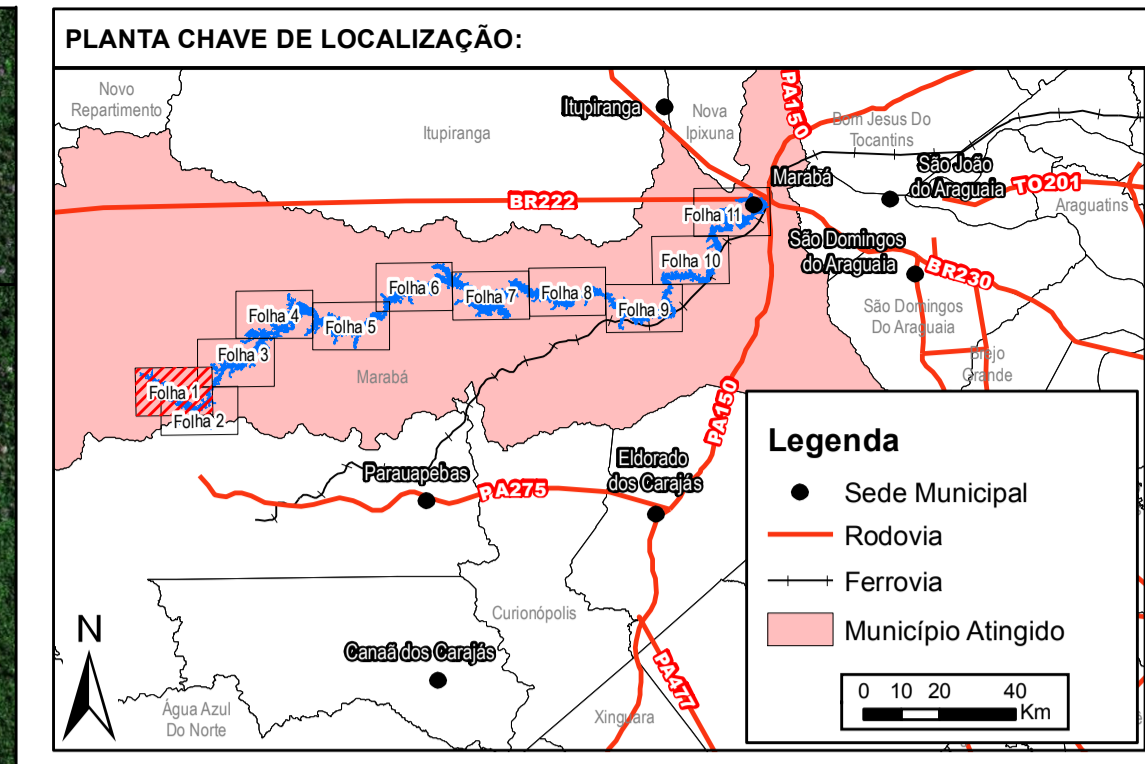 PLANTA CHAVE DE LOCALIZAÇÃO:
Novo
Repartimento
Itupiranga
Itupiranga
Nova
Ipixuna
PA150
Bom Jesus Do
Tocantins
Marabá
São João
do Araguaia
TO201
Araguatins
BR222
Folha 11
São Domingos
do Araguaia
BR230
Folha 10
Folha 6
Folha 7
Folha 8
Folha 9
São Domingos
Do Araguaia
Folha 4
Folha 5
Folha 3
Marabá
Brejo
Grande
Folha 1
Folha 2
PA150
Parauapebas
PA275
Eldorado
dos Carajás
Curionópolis
Canaã dos Carajás
PA477
Água Azul
Do Norte
Xinguara
N
Legenda
Sede Municipal
Rodovia
Ferrovia
Município Atingido
0 10 20 40
Km